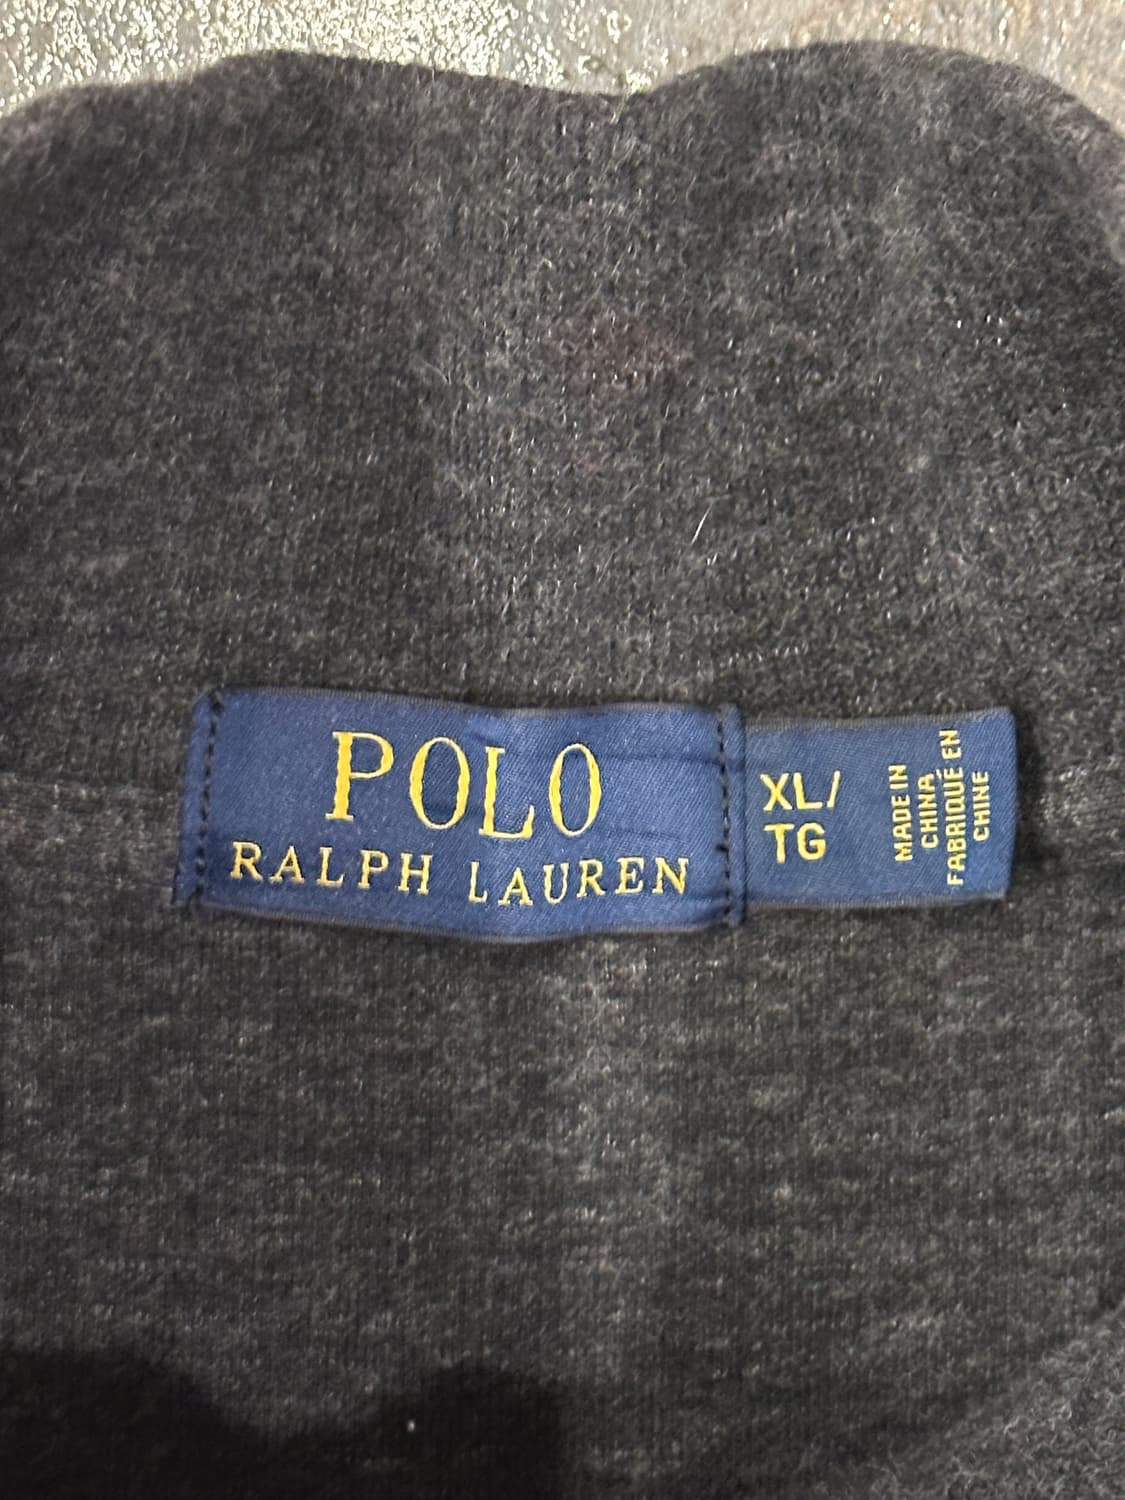 POLO
RALPH LAUREN
XL/
TG
MADE IN
CHINA
FABRIQUÉ EN
CHINE